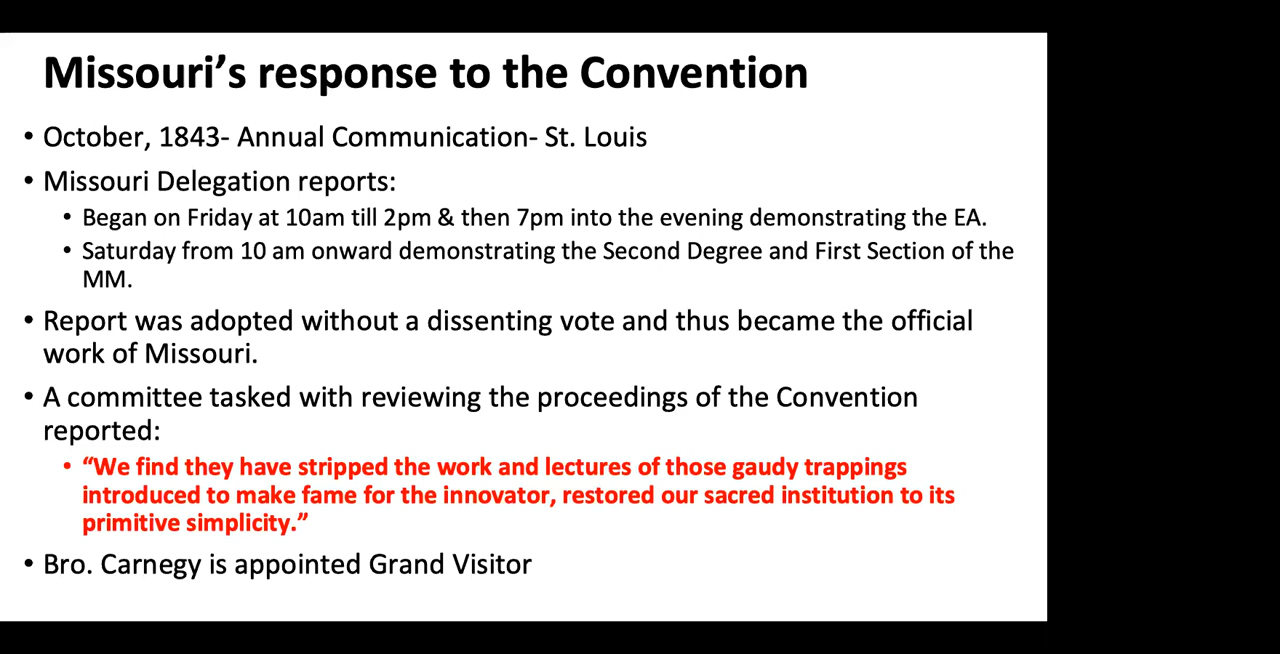 Missouri’s response to the Convention
• October, 1843- Annual Communication- St. Louis
• Missouri Delegation reports:
• Began on Friday at 10am till 2pm & then 7pm into the evening demonstrating the EA.
• Saturday from 10 am onward demonstrating the Second Degree and First Section of the
MM.
• Report was adopted without a dissenting vote and thus became the official
work of Missouri.
• A committee tasked with reviewing the proceedings of the Convention
reported:
• “We find they have stripped the work and lectures of those gaudy trappings
introduced to make fame for the innovator, restored our sacred institution to its
primitive simplicity.”
• Bro. Carnegy is appointed Grand Visitor